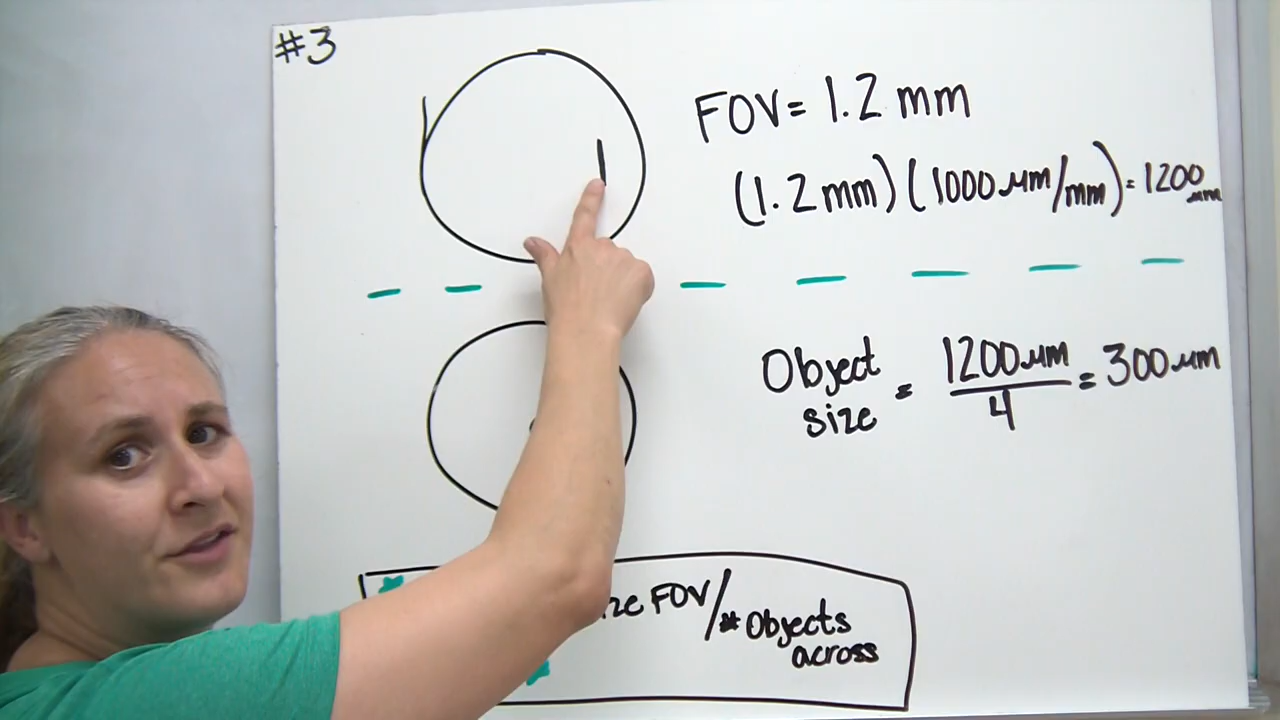 #3
FOV = 1.2 mm
(1.2 mm) (1000 µm/mm) = 1200 µm
Object size = 1200 µm / 4 = 300 µm
FOV / # Objects
across